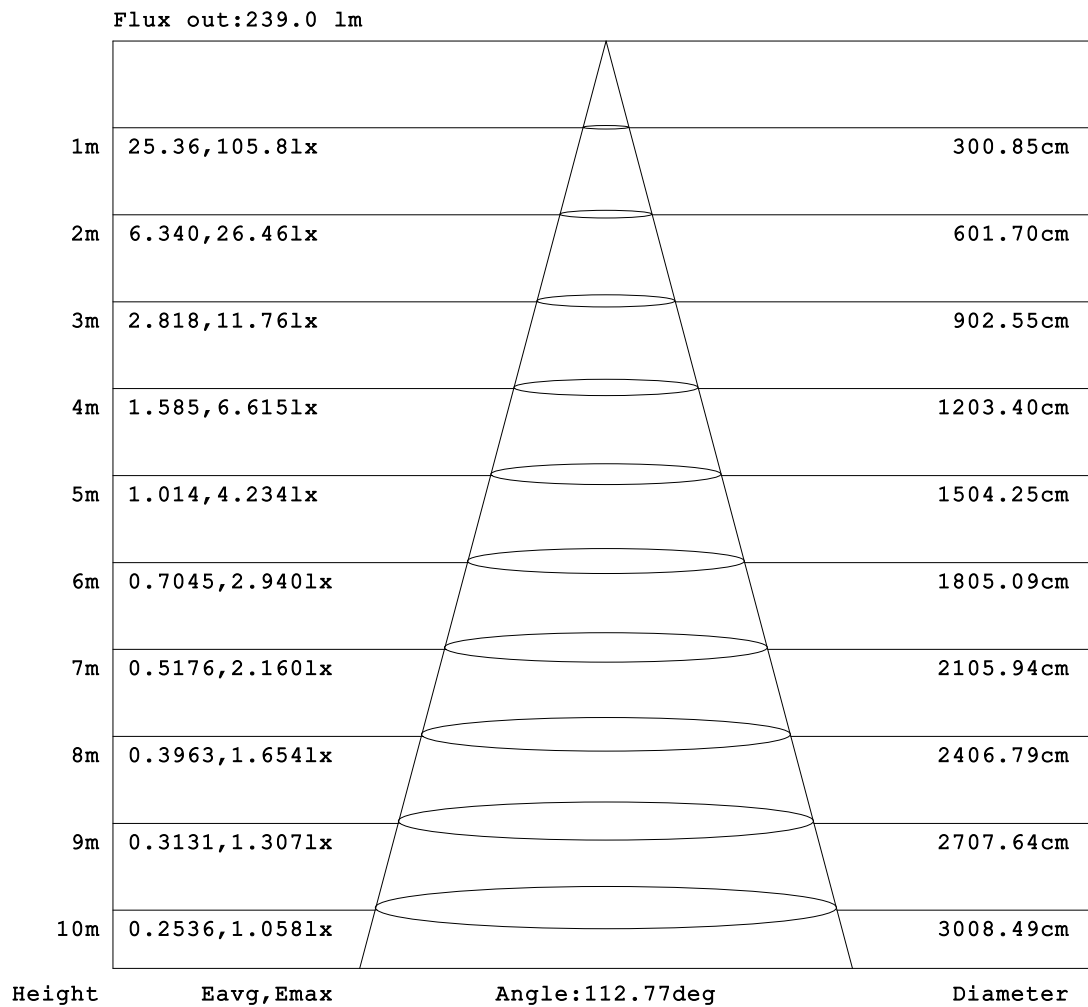 Flux out:239.0 lm
1m 25.36,105.8lx 300.85cm
2m 6.340,26.46lx 601.70cm
3m 2.818,11.76lx 902.55cm
4m 1.585,6.615lx 1203.40cm
5m 1.014,4.234lx 1504.25cm
6m 0.7045,2.940lx 1805.09cm
7m 0.5176,2.160lx 2105.94cm
8m 0.3963,1.654lx 2406.79cm
9m 0.3131,1.307lx 2707.64cm
10m 0.2536,1.058lx 3008.49cm
Height Eavg,Emax Angle:112.77deg Diameter